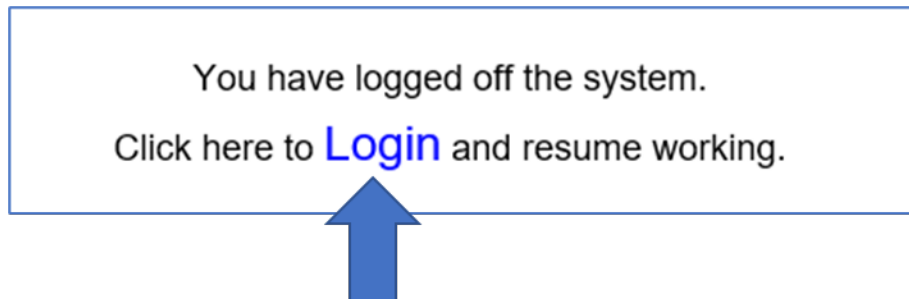 You have logged off the system.
Click here to Login and resume working.